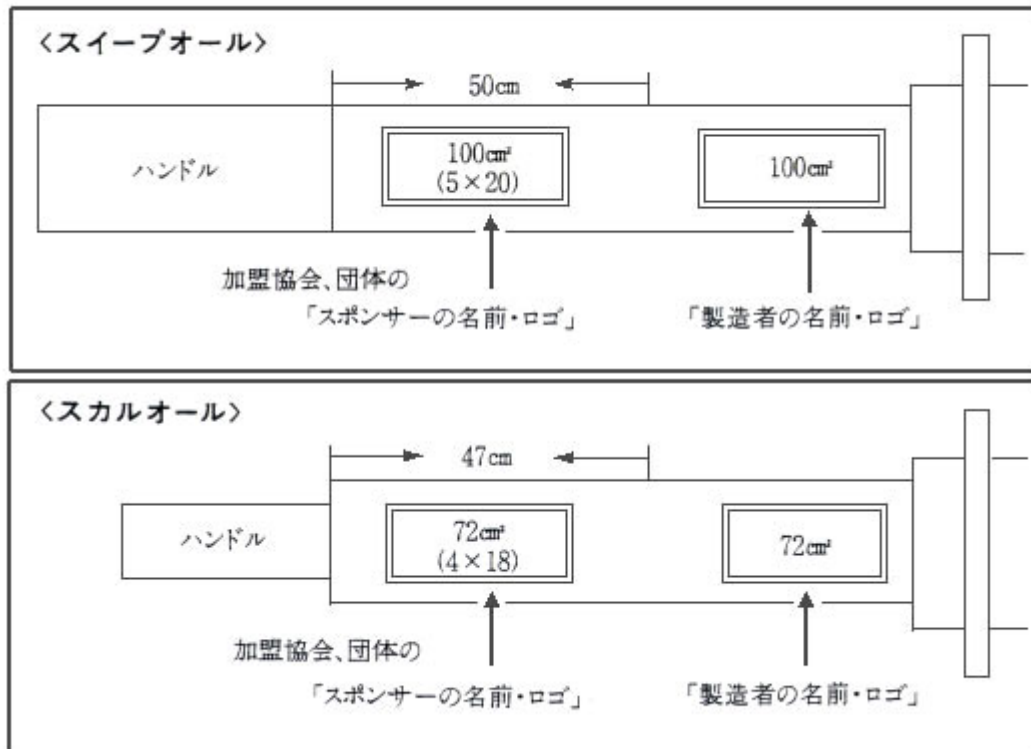 〈スイープオール〉
50㎝
ハンドル
100㎠
(5×20)
100㎠
加盟協会、団体の
「スポンサーの名前・ロゴ」
「製造者の名前・ロゴ」
〈スカルオール〉
47㎝
ハンドル
72㎠
(4×18)
72㎠
加盟協会、団体の
「スポンサーの名前・ロゴ」
「製造者の名前・ロゴ」